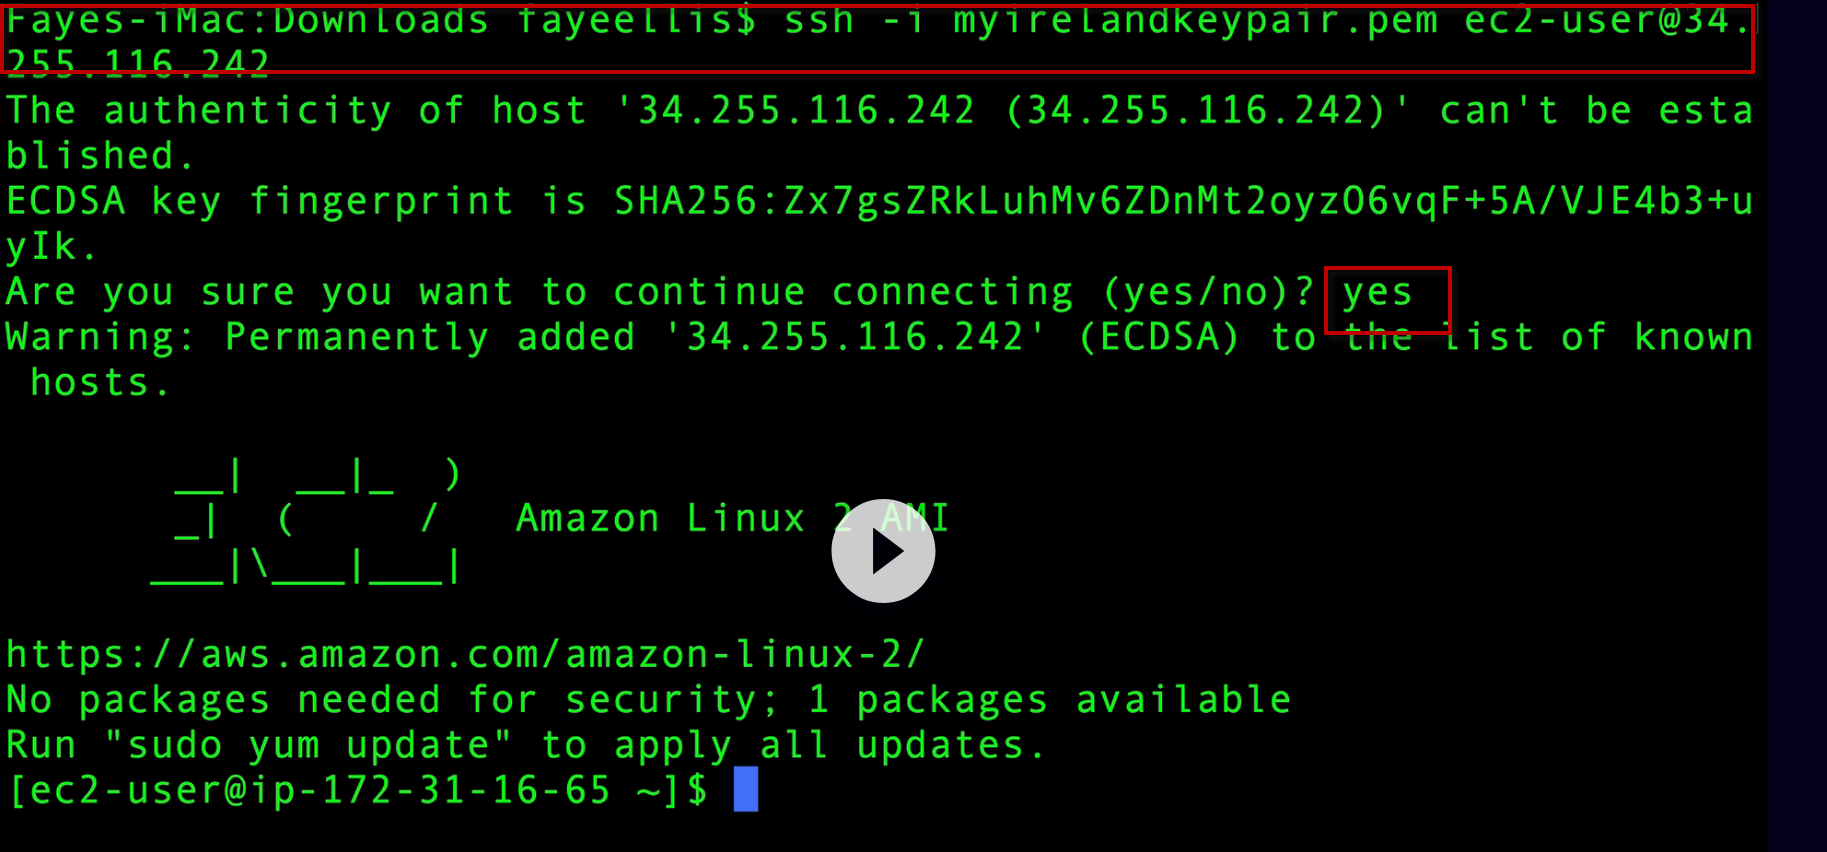 Fayes-iMac:Downloads fayeellis$ ssh -i myirelandkeypair.pem ec2-user@34.
255.116.242
The authenticity of host '34.255.116.242 (34.255.116.242)' can't be esta
blished.
ECDSA key fingerprint is SHA256:Zx7gsZRkLuhMv6ZDnMt2oyzO6vqF+5A/VJE4b3+u
yIk.
Are you sure you want to continue connecting (yes/no)? yes
Warning: Permanently added '34.255.116.242' (ECDSA) to the list of known
 hosts.
       __|  __|_  )
       _|  (     /   Amazon Linux 2 AMI
      ___|\___|___|
https://aws.amazon.com/amazon-linux-2/
No packages needed for security; 1 packages available
Run "sudo yum update" to apply all updates.
[ec2-user@ip-172-31-16-65 ~]$